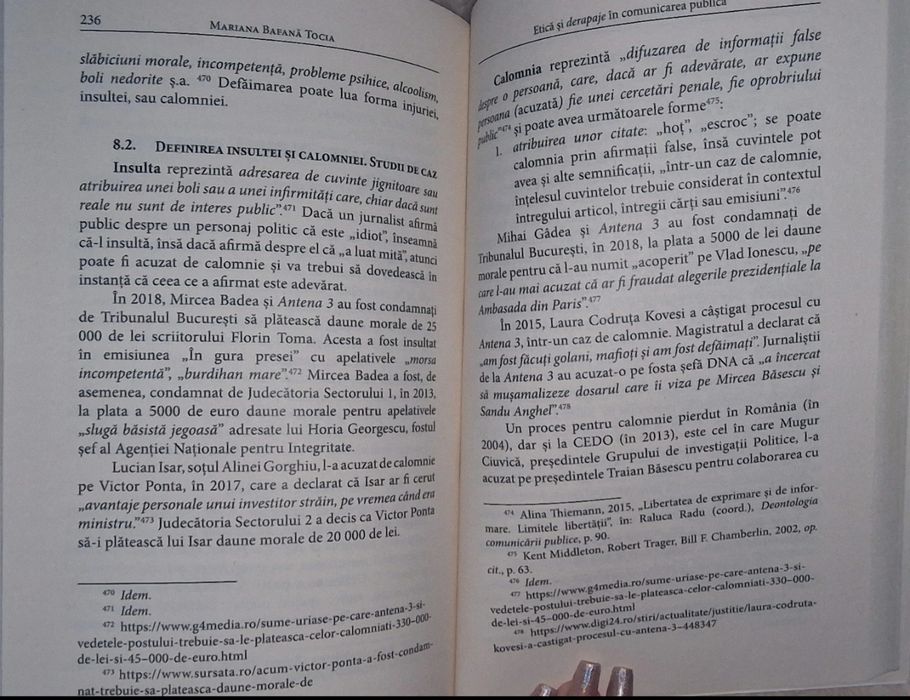 236
MARIANA BAFANĂ TOCIA
slăbiciuni morale, incompetență, probleme psihice, alcoolism,
boli nedorite ș.a. 470 Defăimarea poate lua forma injuriei,
insultei, sau calomniei.
8.2. DEFINIREA INSULTEI ȘI CALOMNIEI. STUDII DE CAZ
Insulta reprezintă adresarea de cuvinte jignitoare sau
atribuirea unei boli sau a unei infirmități care, chiar dacă sunt
reale nu sunt de interes public”.471 Dacă un jurnalist afirmă
public despre un personaj politic că este „idiot”, înseamnă
că-l insultă, însă dacă afirmă despre el că „a luat mită”, atunci
poate fi acuzat de calomnie și va trebui să dovedească în
instanță că ceea ce a afirmat este adevărat.
În 2018, Mircea Badea și Antena 3 au fost condamnați
de Tribunalul București să plătească daune morale de 25
000 de lei scriitorului Florin Toma. Acesta a fost insultat
în emisiunea „În gura presei” cu apelativele „morsa
incompetentă”, „burdihan mare”.472 Mircea Badea a fost, de
asemenea, condamnat de Judecătoria Sectorului 1, în 2013,
la plata a 5000 de euro daune morale pentru apelativele
„slugă băsistă jegoasă” adresate lui Horia Georgescu, fostul
șef al Agenției Naționale pentru Integritate.
Lucian Isar, soțul Alinei Gorghiu, l-a acuzat de calomnie
pe Victor Ponta, în 2017, care a declarat că Isar ar fi cerut
„avantaje personale unui investitor străin, pe vremea când era
ministru.”473 Judecătoria Sectorului 2 a decis ca Victor Ponta
să-i plătească lui Isar daune morale de 20 000 de lei.
470 Idem.
471 Idem.
472 https://www.g4media.ro/sume-uriase-pe-care-antena-3-si-
vedetele-postului-trebuie-sa-le-plateasca-celor-calomniati-330-000-
de-lei-si-45–000-de-euro.html
473 https://www.sursata.ro/acum-victor-ponta-a-fost-condam-
nat-trebuie-sa-plateasca-daune-morale-de
Etică și derapaje în comunicarea publică
Calomnia reprezintă „difuzarea de informații false
despre o persoană, care, dacă ar fi adevărate, ar expune
persoana (acuzată) fie unei cercetări penale, fie oprobriului
public”474 și poate avea următoarele forme475:
1. atribuirea unor citate: „hoț”, „escroc”; se poate
calomnia prin afirmații false, însă cuvintele pot
avea și alte semnificații, „într-un caz de calomnie,
înțelesul cuvintelor trebuie considerat în contextul
întregului articol, întregii cărți sau emisiuni”.476
Mihai Gâdea și Antena 3 au fost condamnați de
Tribunalul București, în 2018, la plata a 5000 de lei daune
morale pentru că l-au numit „acoperit” pe Vlad Ionescu, „pe
care l-au mai acuzat că ar fi fraudat alegerile prezidențiale la
Ambasada din Paris”.477
În 2015, Laura Codruța Kovesi a câștigat procesul cu
Antena 3, într-un caz de calomnie. Magistratul a declarat că
„am fost făcuți golani, mafioți și am fost defăimați”. Jurnaliștii
de la Antena 3 au acuzat-o pe fosta șefă DNA că „a încercat
să mușamalizeze dosarul care îi viza pe Mircea Băsescu și
Sandu Anghel”.478
Un proces pentru calomnie pierdut în România (în
2004), dar și la CEDO (în 2013), este cel în care Mugur
Ciuvică, președintele Grupului de investigații Politice, l-a
acuzat pe președintele Traian Băsescu pentru colaborarea cu
474 Alina Thiemann, 2015, „Libertatea de exprimare și de infor-
mare. Limitele libertății”, în: Raluca Radu (coord.), Deontologia
comunicării publice, p. 90.
475 Kent Middleton, Robert Trager, Bill F. Chamberlin, 2002, op.
cit., p. 63.
476 Idem.
477 https://www.g4media.ro/sume-uriase-pe-care-antena-3-si-
vedetele-postului-trebuie-sa-le-plateasca-celor-calomniati-330–000-
de-lei-si-45–000-de-euro.html
478 https://www.digi24.ro/stiri/actualitate/justitie/laura-codruta-
kovesi-a-castigat-procesul-cu-antena-3–448347